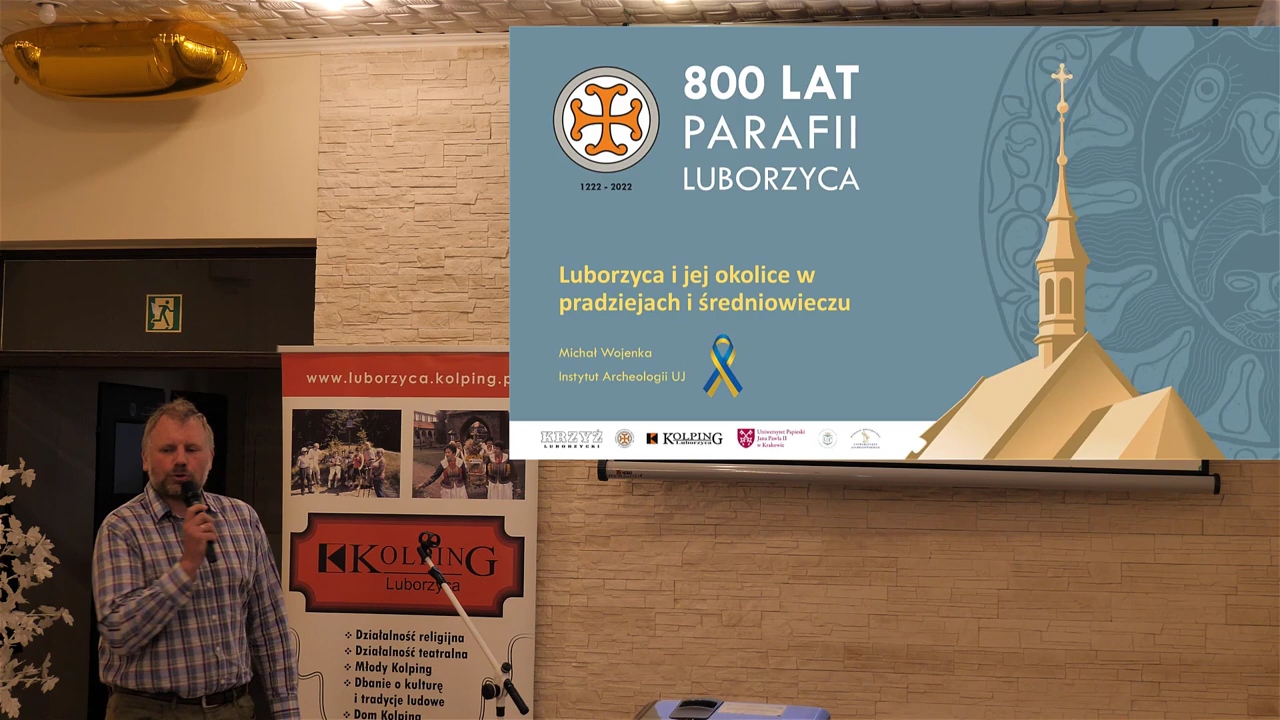 800 LAT
PARAFII
LUBORZYCA
1222 - 2022
Luborzyca i jej okolice w
pradziejach i średniowieczu
Michał Wojenka
Instytut Archeologii UJ
KRZYŻ
LUBORZYCKI
KOLPING
Luborzyca
Uniwersytet Papieski
Jana Pawła II
w Krakowie
www.luborzyca.kolping.p
KOLPING
Luborzyca
Działalność religijna
Działalność teatralna
Młody Kolping
Dbanie o kulturę
i tradycje ludowe
Dom Kolping